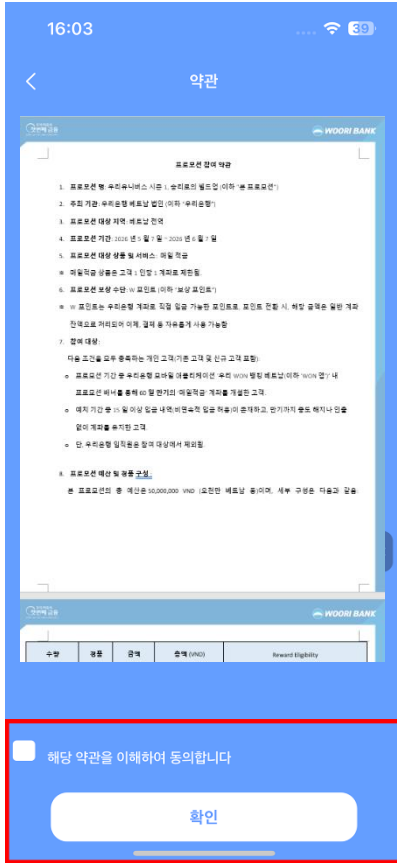 16:03
39
약관
WOORI BANK
프로모션 참여 약관
1. 프로모션 명: 우리유니버스 시즌 1, 승리로의 빌드업 (이하 "본 프로모션")
2. 주최 기관: 우리은행 베트남 법인 (이하 "우리은행")
3. 프로모션 대상 지역: 베트남 전역
4. 프로모션 기간: 2026 년 5 월 7 일 ~ 2026 년 6 월 7 일
5. 프로모션 대상 상품 및 서비스: 매일 적금
매일적금 상품은 고객 1 인당 1 계좌로 제한됨.
6. 프로모션 보상 수단: W 포인트 (이하 "보상 포인트")
W 포인트는 우리은행 계좌로 직접 입금 가능한 포인트로, 포인트 전환 시, 해당 금액은 일반 계좌
잔액으로 처리되어 이체, 결제 등 자유롭게 사용 가능함
7. 참여 대상:
다음 조건을 모두 충족하는 개인 고객(기존 고객 및 신규 고객 포함):
프로모션 기간 중 우리은행 모바일 애플리케이션 '우리 WON 뱅킹 베트남(이하 'WON 앱')' 내
프로모션 배너를 통해 60 일 만기의 '매일적금' 계좌를 개설한 고객.
예치 기간 중 15 일 이상 입금 내역(비연속적 입금 허용)이 존재하고, 만기까지 중도 해지나 인출
없이 계좌를 유지한 고객.
단, 우리은행 임직원은 참여 대상에서 제외됨.
8. 프로모션 예산 및 경품 구성:
본 프로모션의 총 예산은 50,000,000 VND (오천만 베트남 동)이며, 세부 구성은 다음과 같음:
WOORI BANK
수량 경품 금액 총액 (VND) Reward Eligibility
해당 약관을 이해하여 동의합니다
확인